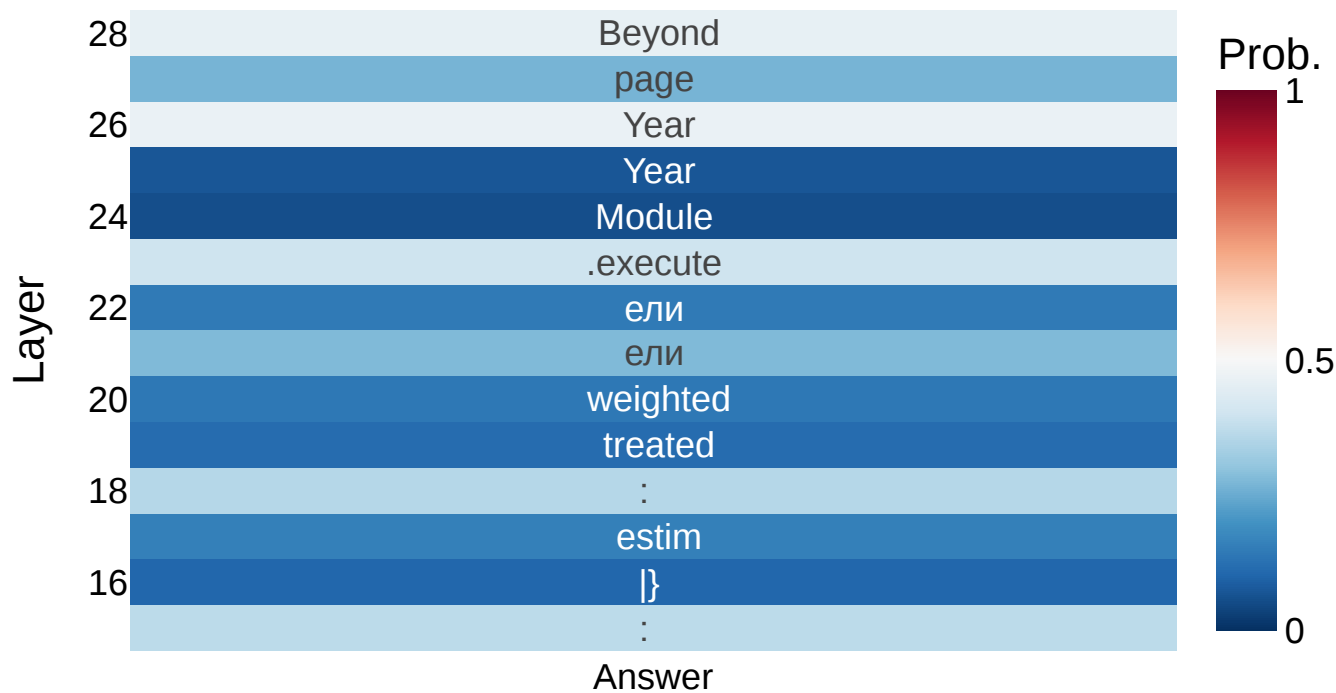 28 Beyond
page
26 Year
Year
24 Module
.execute
22 ели
ели
20 weighted
treated
18 :
estim
16 |}
:
Answer
Layer
Prob.
1
0.5
0